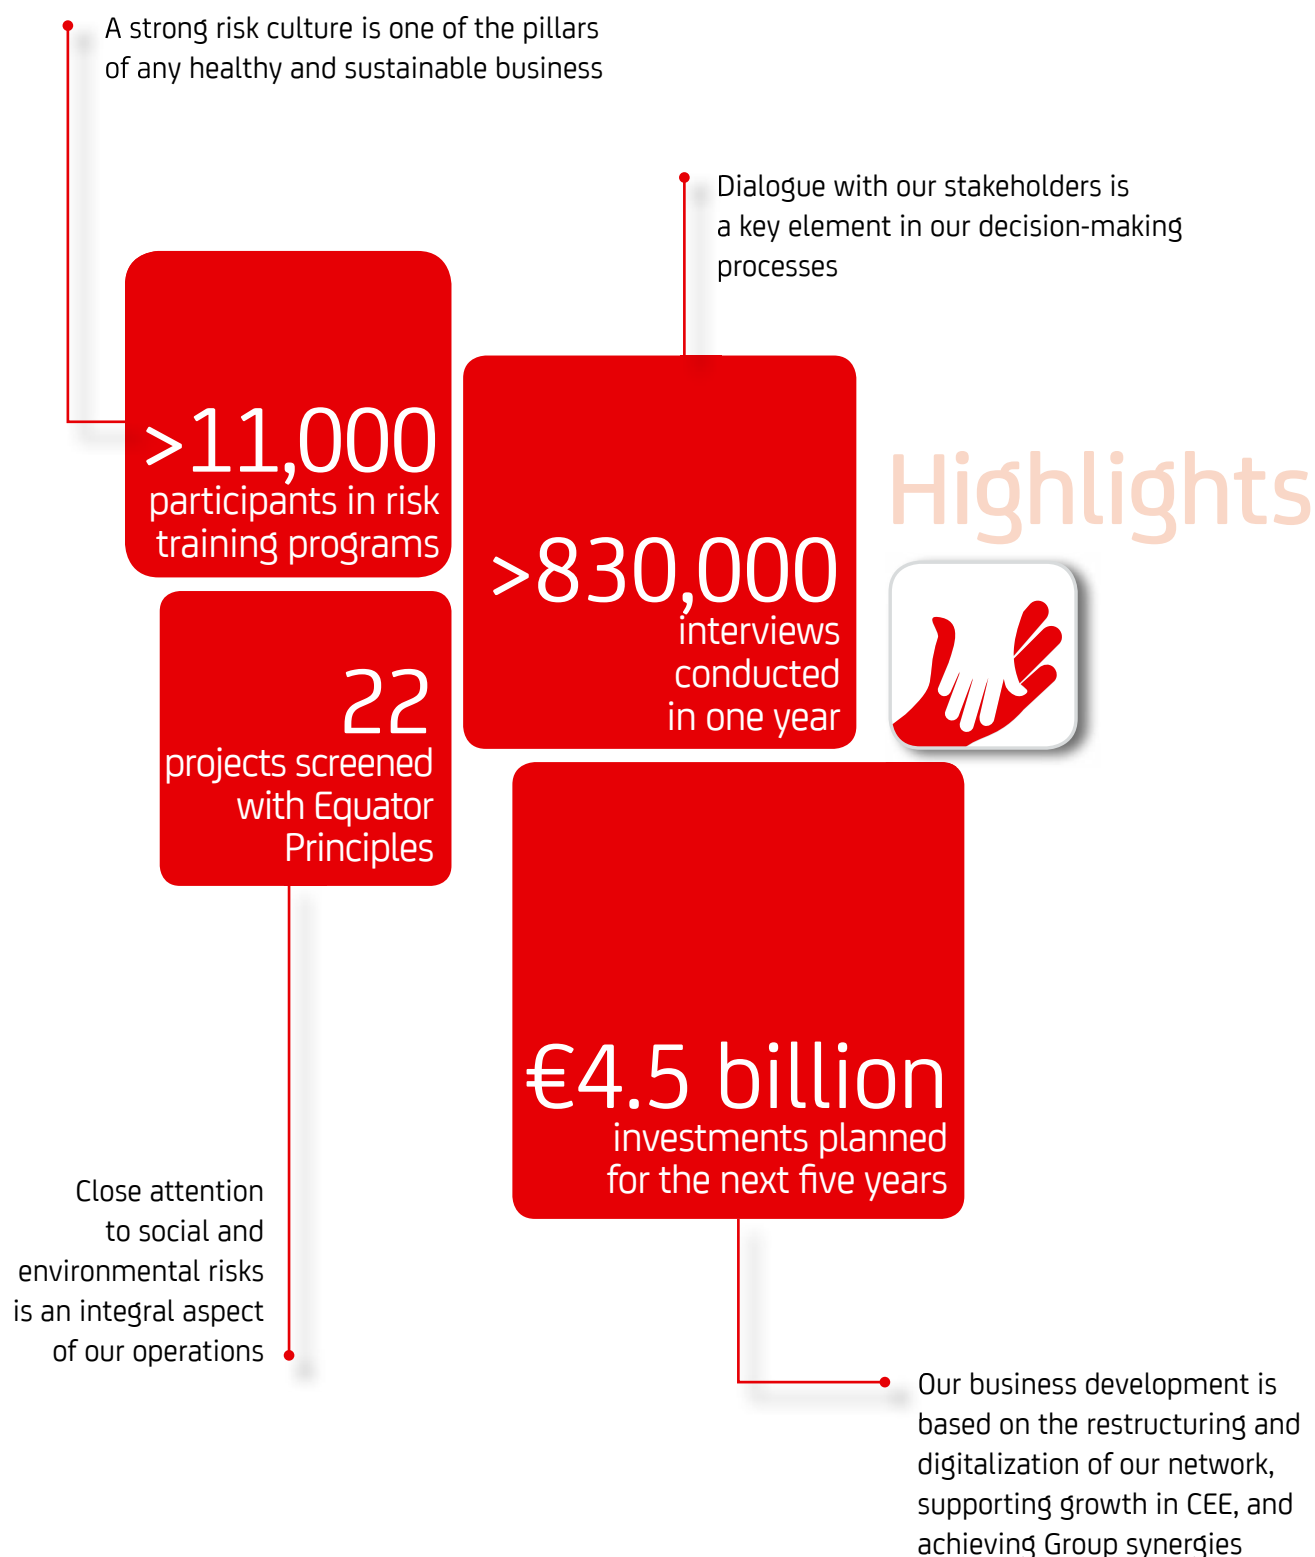 A strong risk culture is one of the pillars
of any healthy and sustainable business
Dialogue with our stakeholders is
a key element in our decision-making
processes
>11,000
participants in risk
training programs
Highlights
>830,000
interviews
conducted
in one year
22
projects screened
with Equator
Principles
€4.5 billion
investments planned
for the next five years
Close attention
to social and
environmental risks
is an integral aspect
of our operations
Our business development is
based on the restructuring and
digitalization of our network,
supporting growth in CEE, and
achieving Group synergies